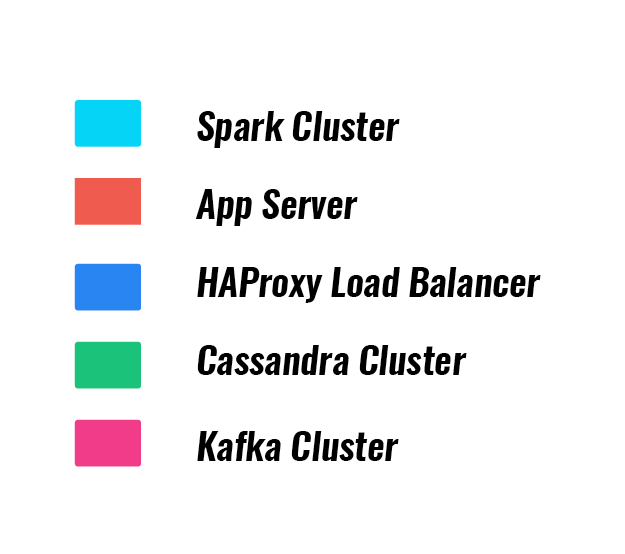 Spark Cluster
App Server
HAProxy Load Balancer
Cassandra Cluster
Kafka Cluster